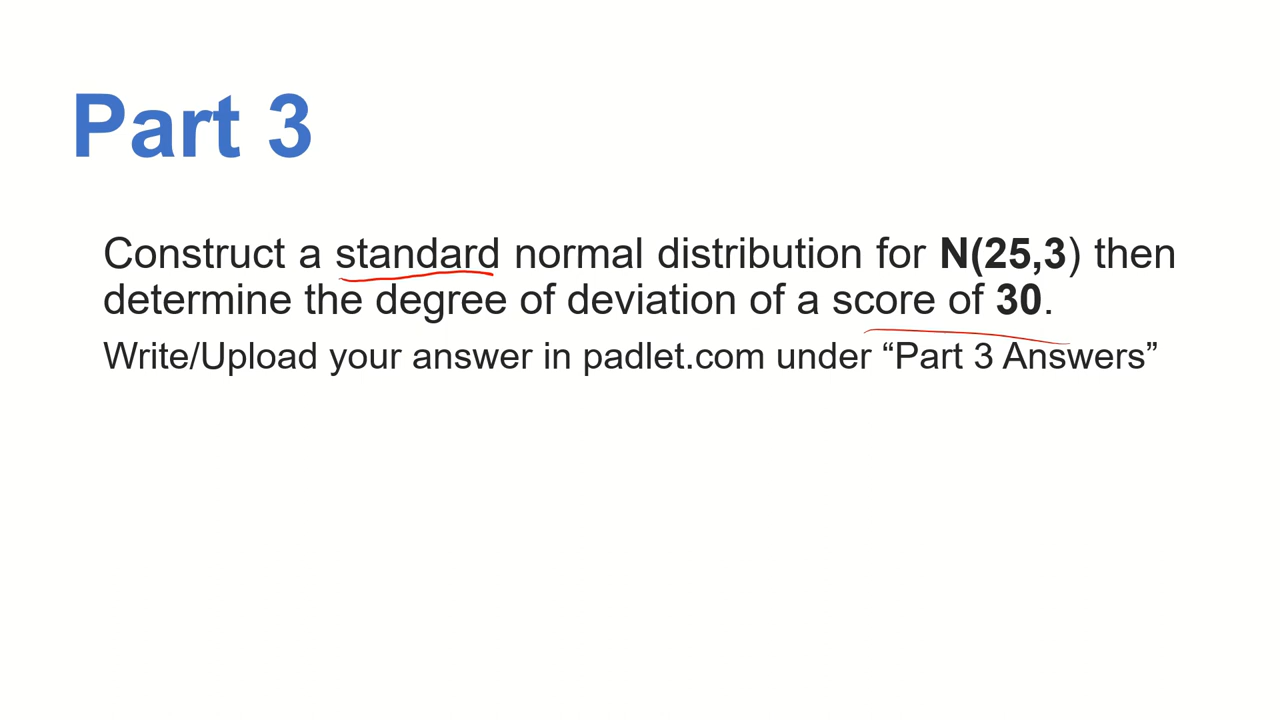 Part 3
Construct a standard normal distribution for N(25,3) then
determine the degree of deviation of a score of 30.
Write/Upload your answer in padlet.com under “Part 3 Answers”